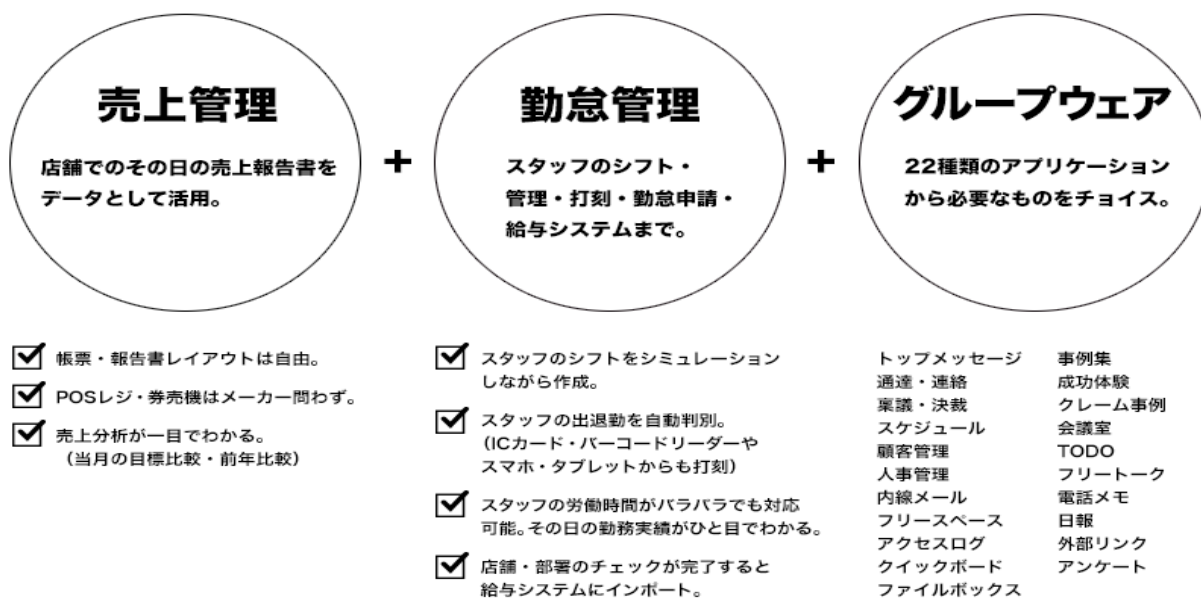 売上管理
店舗でのその日の売上報告書を
データとして活用。
+
勤怠管理
スタッフのシフト・
管理・打刻・勤怠申請・
給与システムまで。
+
グループウェア
22種類のアプリケーション
から必要なものをチョイス。
帳票・報告書レイアウトは自由。
POSレジ・券売機はメーカー問わず。
売上分析が一目でわかる。
（当月の目標比較・前年比較）
スタッフのシフトをシミュレーション
しながら作成。
スタッフの出退勤を自動判別。
（ICカード・バーコードリーダーや
スマホ・タブレットからも打刻）
スタッフの労働時間がバラバラでも対応
可能。その日の勤務実績がひと目でわかる。
店舗・部署のチェックが完了すると
給与システムにインポート。
トップメッセージ
通達・連絡
稟議・決裁
スケジュール
顧客管理
人事管理
内線メール
フリースペース
アクセスログ
クイックボード
ファイルボックス
事例集
成功体験
クレーム事例
会議室
TODO
フリートーク
電話メモ
日報
外部リンク
アンケート